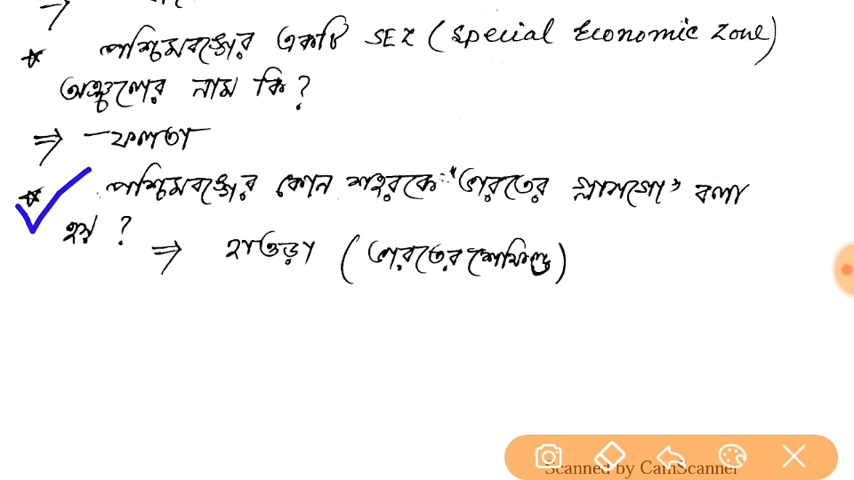 ⇒
* পশ্চিমবঙ্গের একটি SEZ (Special Economic Zone)
অঞ্চলের নাম কি?
⇒ ফলতা
* পশ্চিমবঙ্গের কোন শহরকে "ভারতের গ্লাসগো" বলা
হয়?
⇒ হাওড়া (ভারতের শেফিল্ড)
Scanned by CamScanner